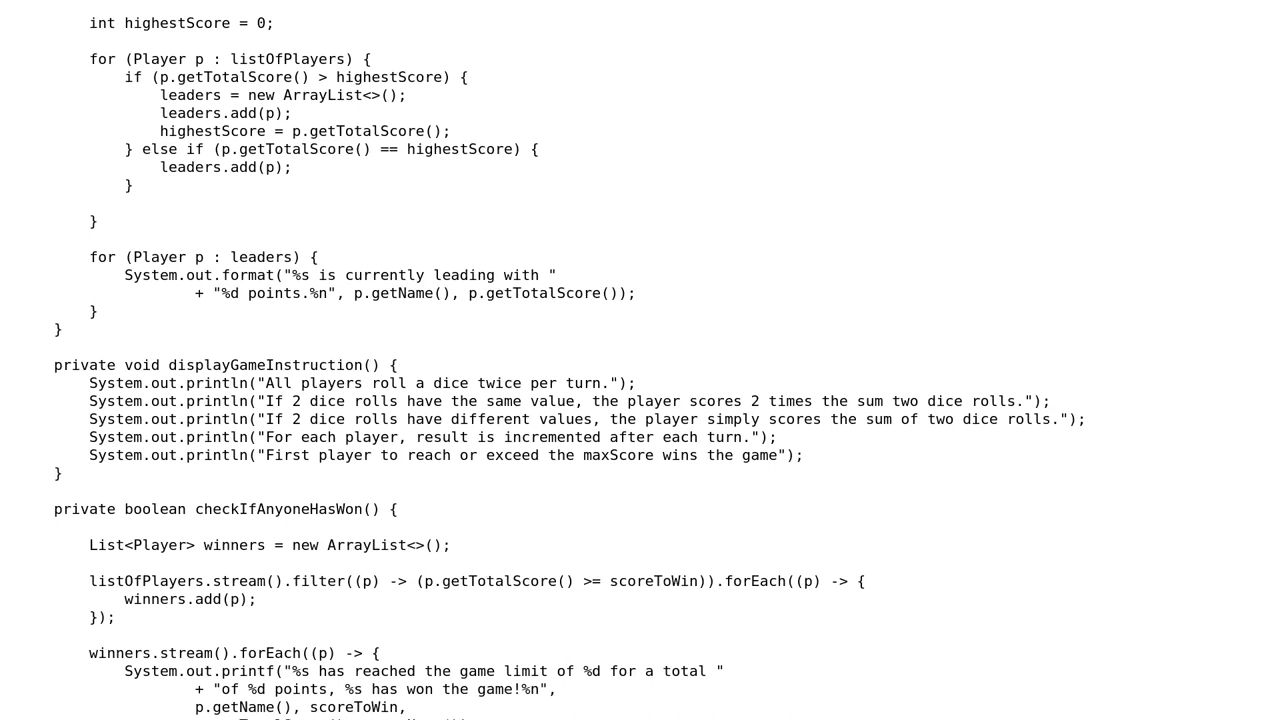 int highestScore = 0;
for (Player p : listOfPlayers) {
if (p.getTotalScore() > highestScore) {
leaders = new ArrayList<>();
leaders.add(p);
highestScore = p.getTotalScore();
} else if (p.getTotalScore() == highestScore) {
leaders.add(p);
}
}
for (Player p : leaders) {
System.out.format("%s is currently leading with "
+ "%d points.%n", p.getName(), p.getTotalScore());
}
}
private void displayGameInstruction() {
System.out.println("All players roll a dice twice per turn.");
System.out.println("If 2 dice rolls have the same value, the player scores 2 times the sum two dice rolls.");
System.out.println("If 2 dice rolls have different values, the player simply scores the sum of two dice rolls.");
System.out.println("For each player, result is incremented after each turn.");
System.out.println("First player to reach or exceed the maxScore wins the game");
}
private boolean checkIfAnyoneHasWon() {
List<Player> winners = new ArrayList<>();
listOfPlayers.stream().filter((p) -> (p.getTotalScore() >= scoreToWin)).forEach((p) -> {
winners.add(p);
});
winners.stream().forEach((p) -> {
System.out.printf("%s has reached the game limit of %d for a total "
+ "of %d points, %s has won the game!%n",
p.getName(), scoreToWin,